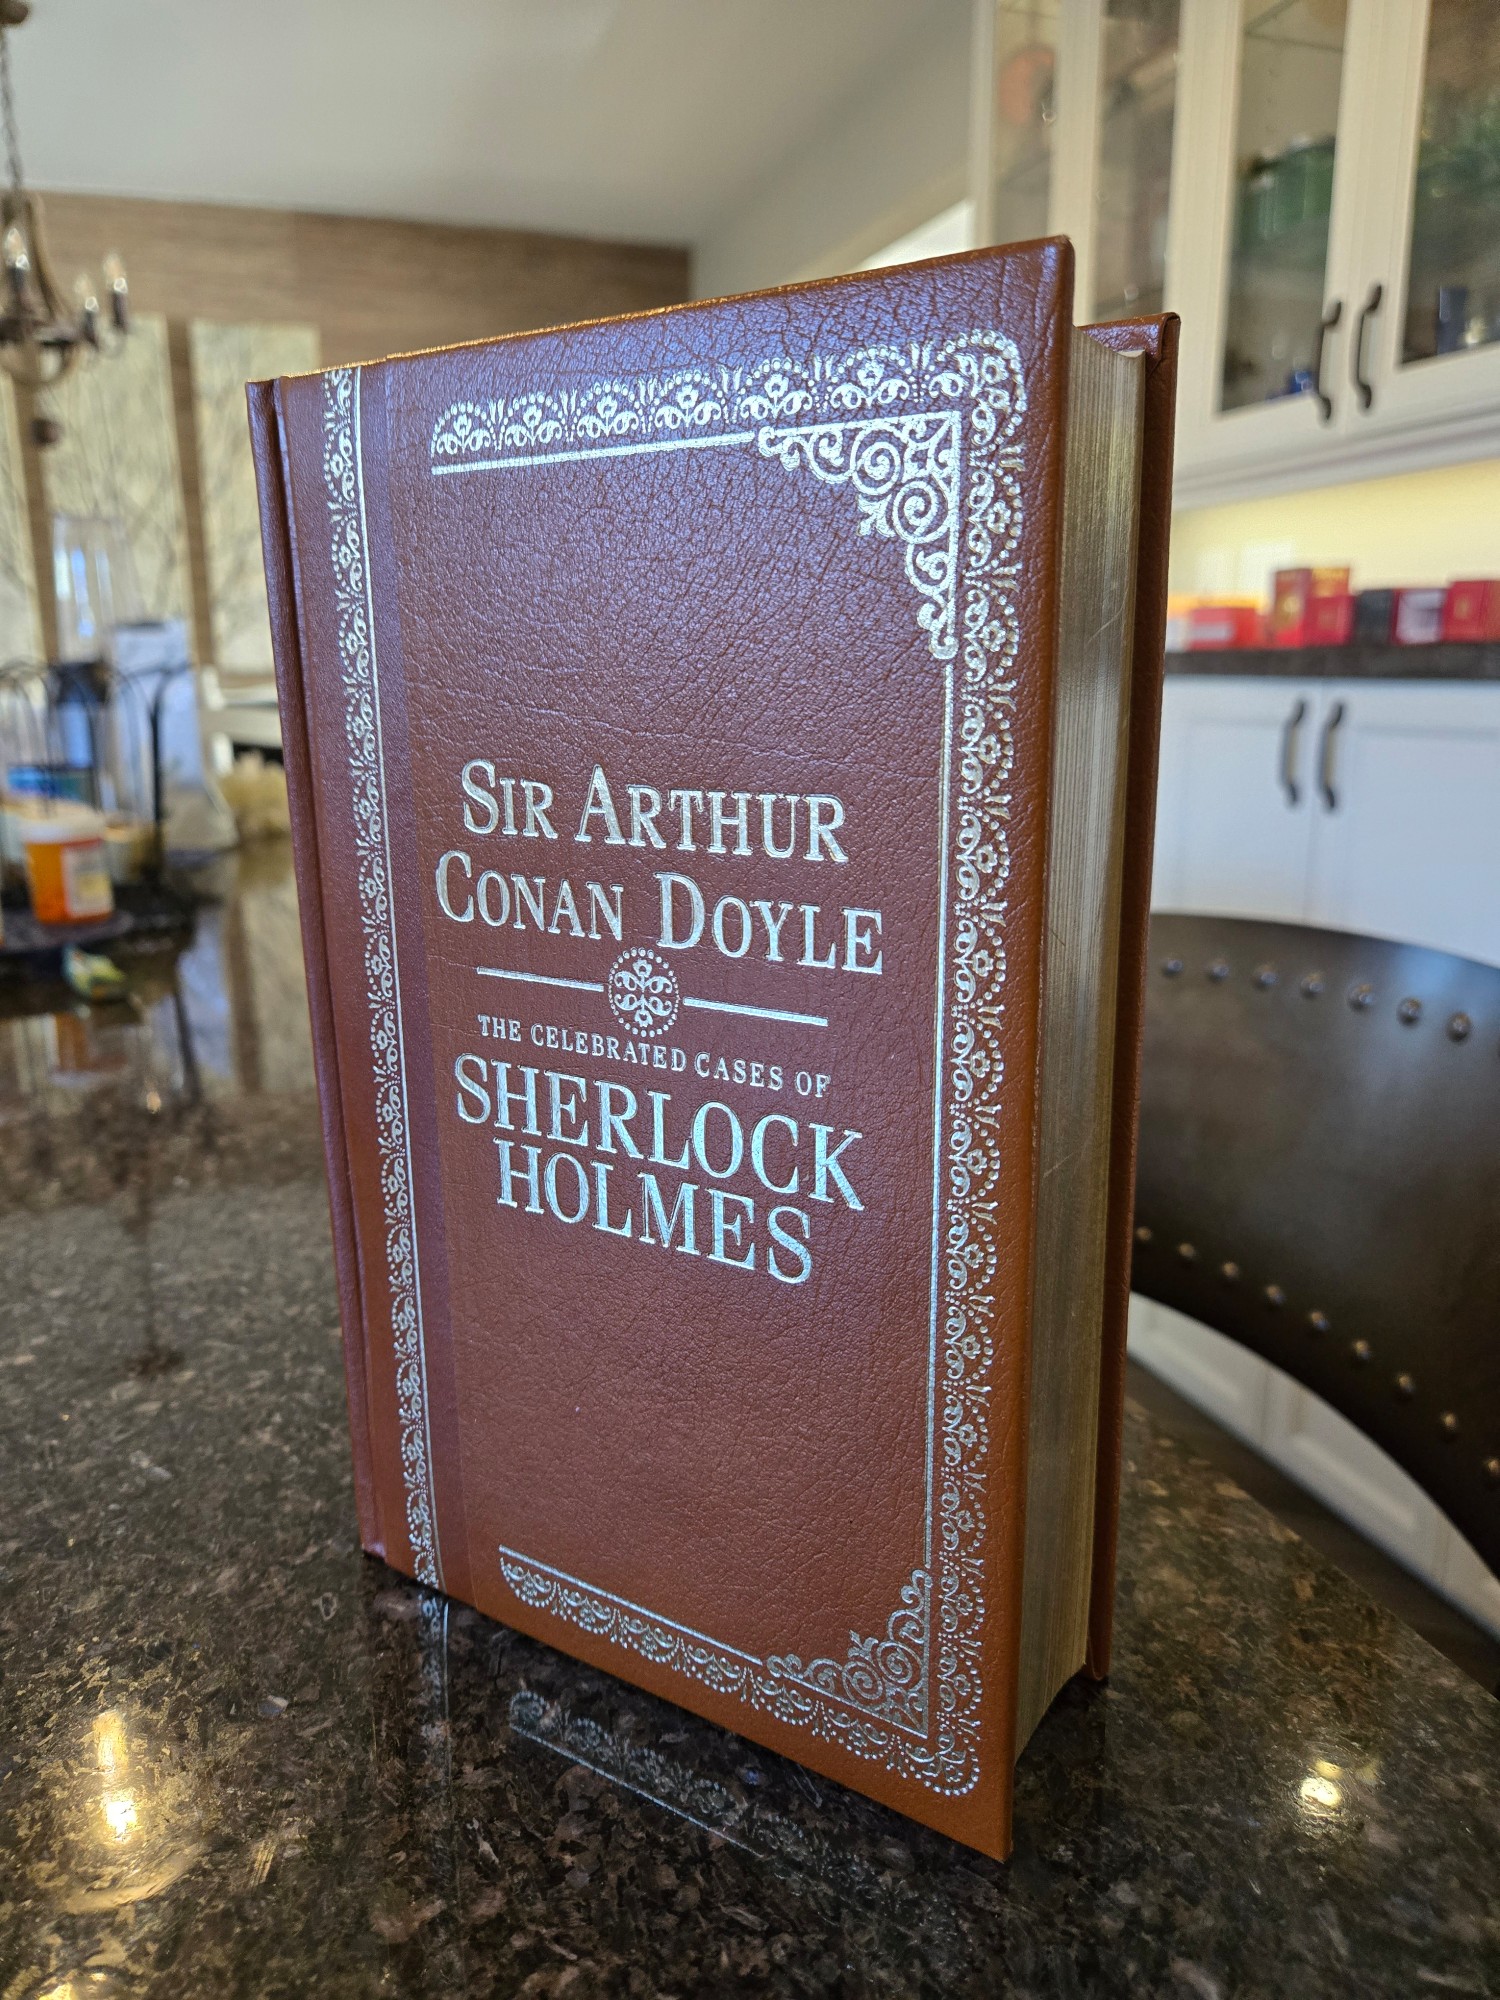 SIR ARTHUR
CONAN DOYLE
THE CELEBRATED CASES OF
SHERLOCK
HOLMES